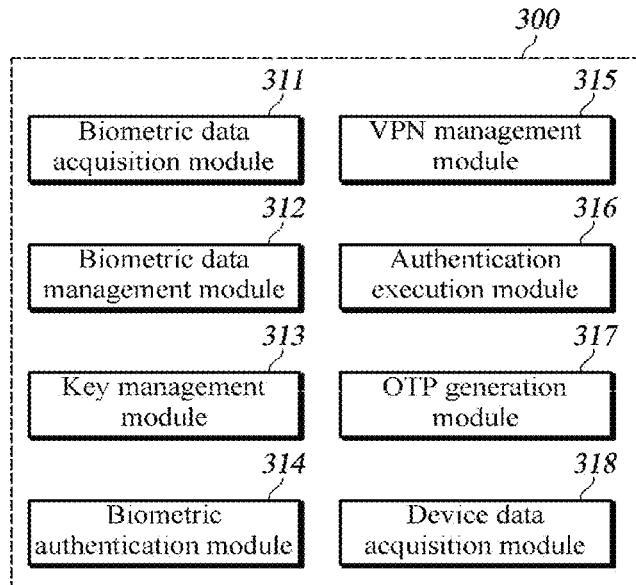 300
311
Biometric data
acquisition module
315
VPN management
module
312
Biometric data
management module
316
Authentication
execution module
313
Key management
module
317
OTP generation
module
314
Biometric
authentication module
318
Device data
acquisition module